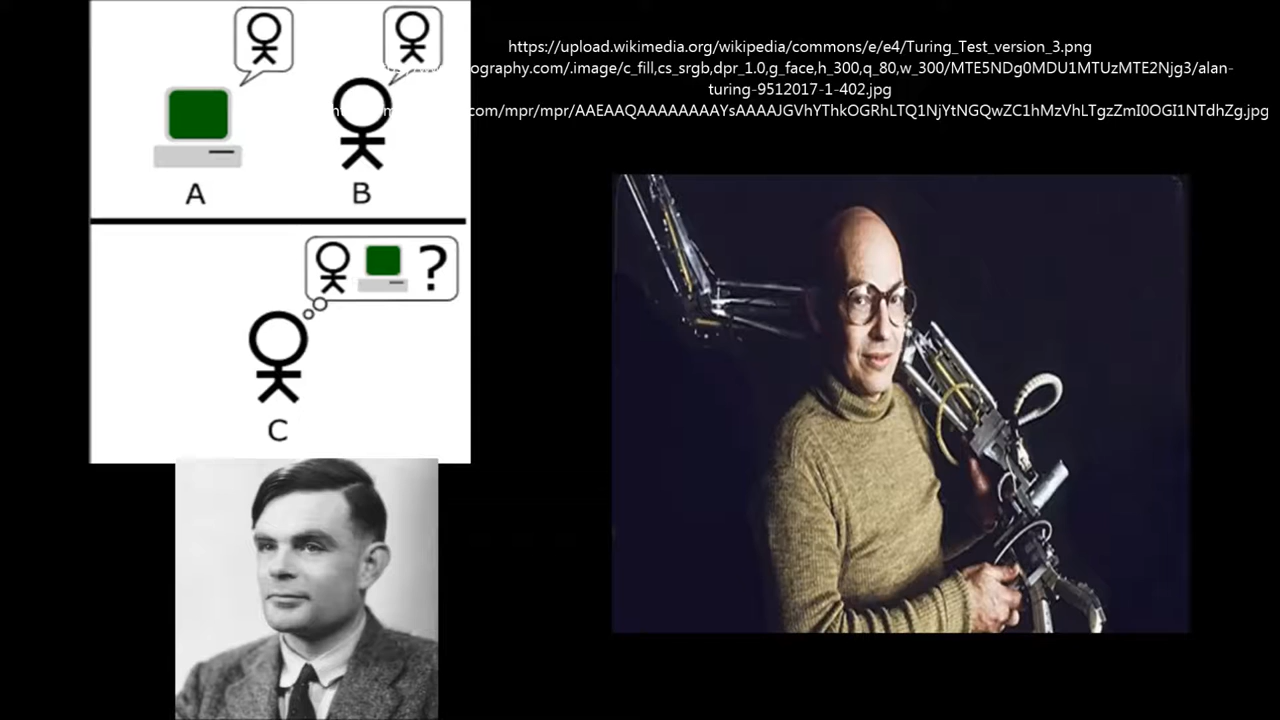 https://upload.wikimedia.org/wikipedia/commons/e/e4/Turing_Test_version_3.png
ography.com/.image/c_fill,cs_srgb,dpr_1.0,g_face,h_300,q_80,w_300/MTE5NDg0MDU1MTUzMTE2Njg3/alan-
turing-9512017-1-402.jpg
com/mpr/mpr/AAEAAQAAAAAAAAYsAAAAJGVhYThkOGRhLTQ1NjYtNGQwZC1hMzVhLTgzZmI0OGI1NTdhZg.jpg
A B
?
C